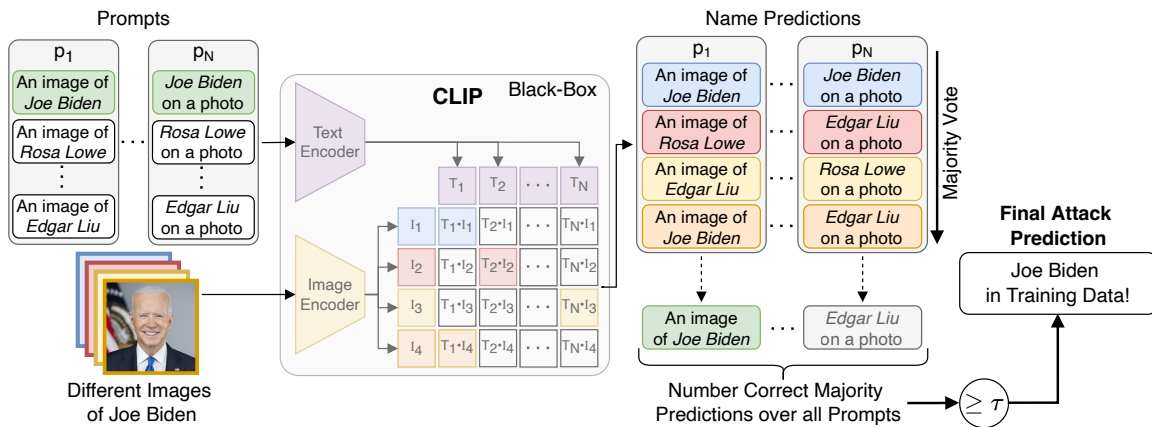 Prompts
p1
An image of
Joe Biden
An image of
Rosa Lowe
An image of
Edgar Liu
. . .
pN
Joe Biden
on a photo
Rosa Lowe
on a photo
Edgar Liu
on a photo
Different Images
of Joe Biden
CLIP
Black-Box
Text
Encoder
Image
Encoder
T1 T2 . . . TN
I1 T1•I1 T2•I1 . . . TN•I1
I2 T1•I2 T2•I2 . . . TN•I2
I3 T1•I3 T2•I3 . . . TN•I3
I4 T1•I4 T2•I4 . . . TN•I4
Name Predictions
p1
An image of
Joe Biden
An image of
Rosa Lowe
An image of
Edgar Liu
An image of
Joe Biden
. . .
pN
Joe Biden
on a photo
Edgar Liu
on a photo
Rosa Lowe
on a photo
Edgar Liu
on a photo
Majority Vote
An image
of Joe Biden
. . .
Edgar Liu
on a photo
Number Correct Majority
Predictions over all Prompts
≥ τ
Final Attack
Prediction
Joe Biden
in Training Data!